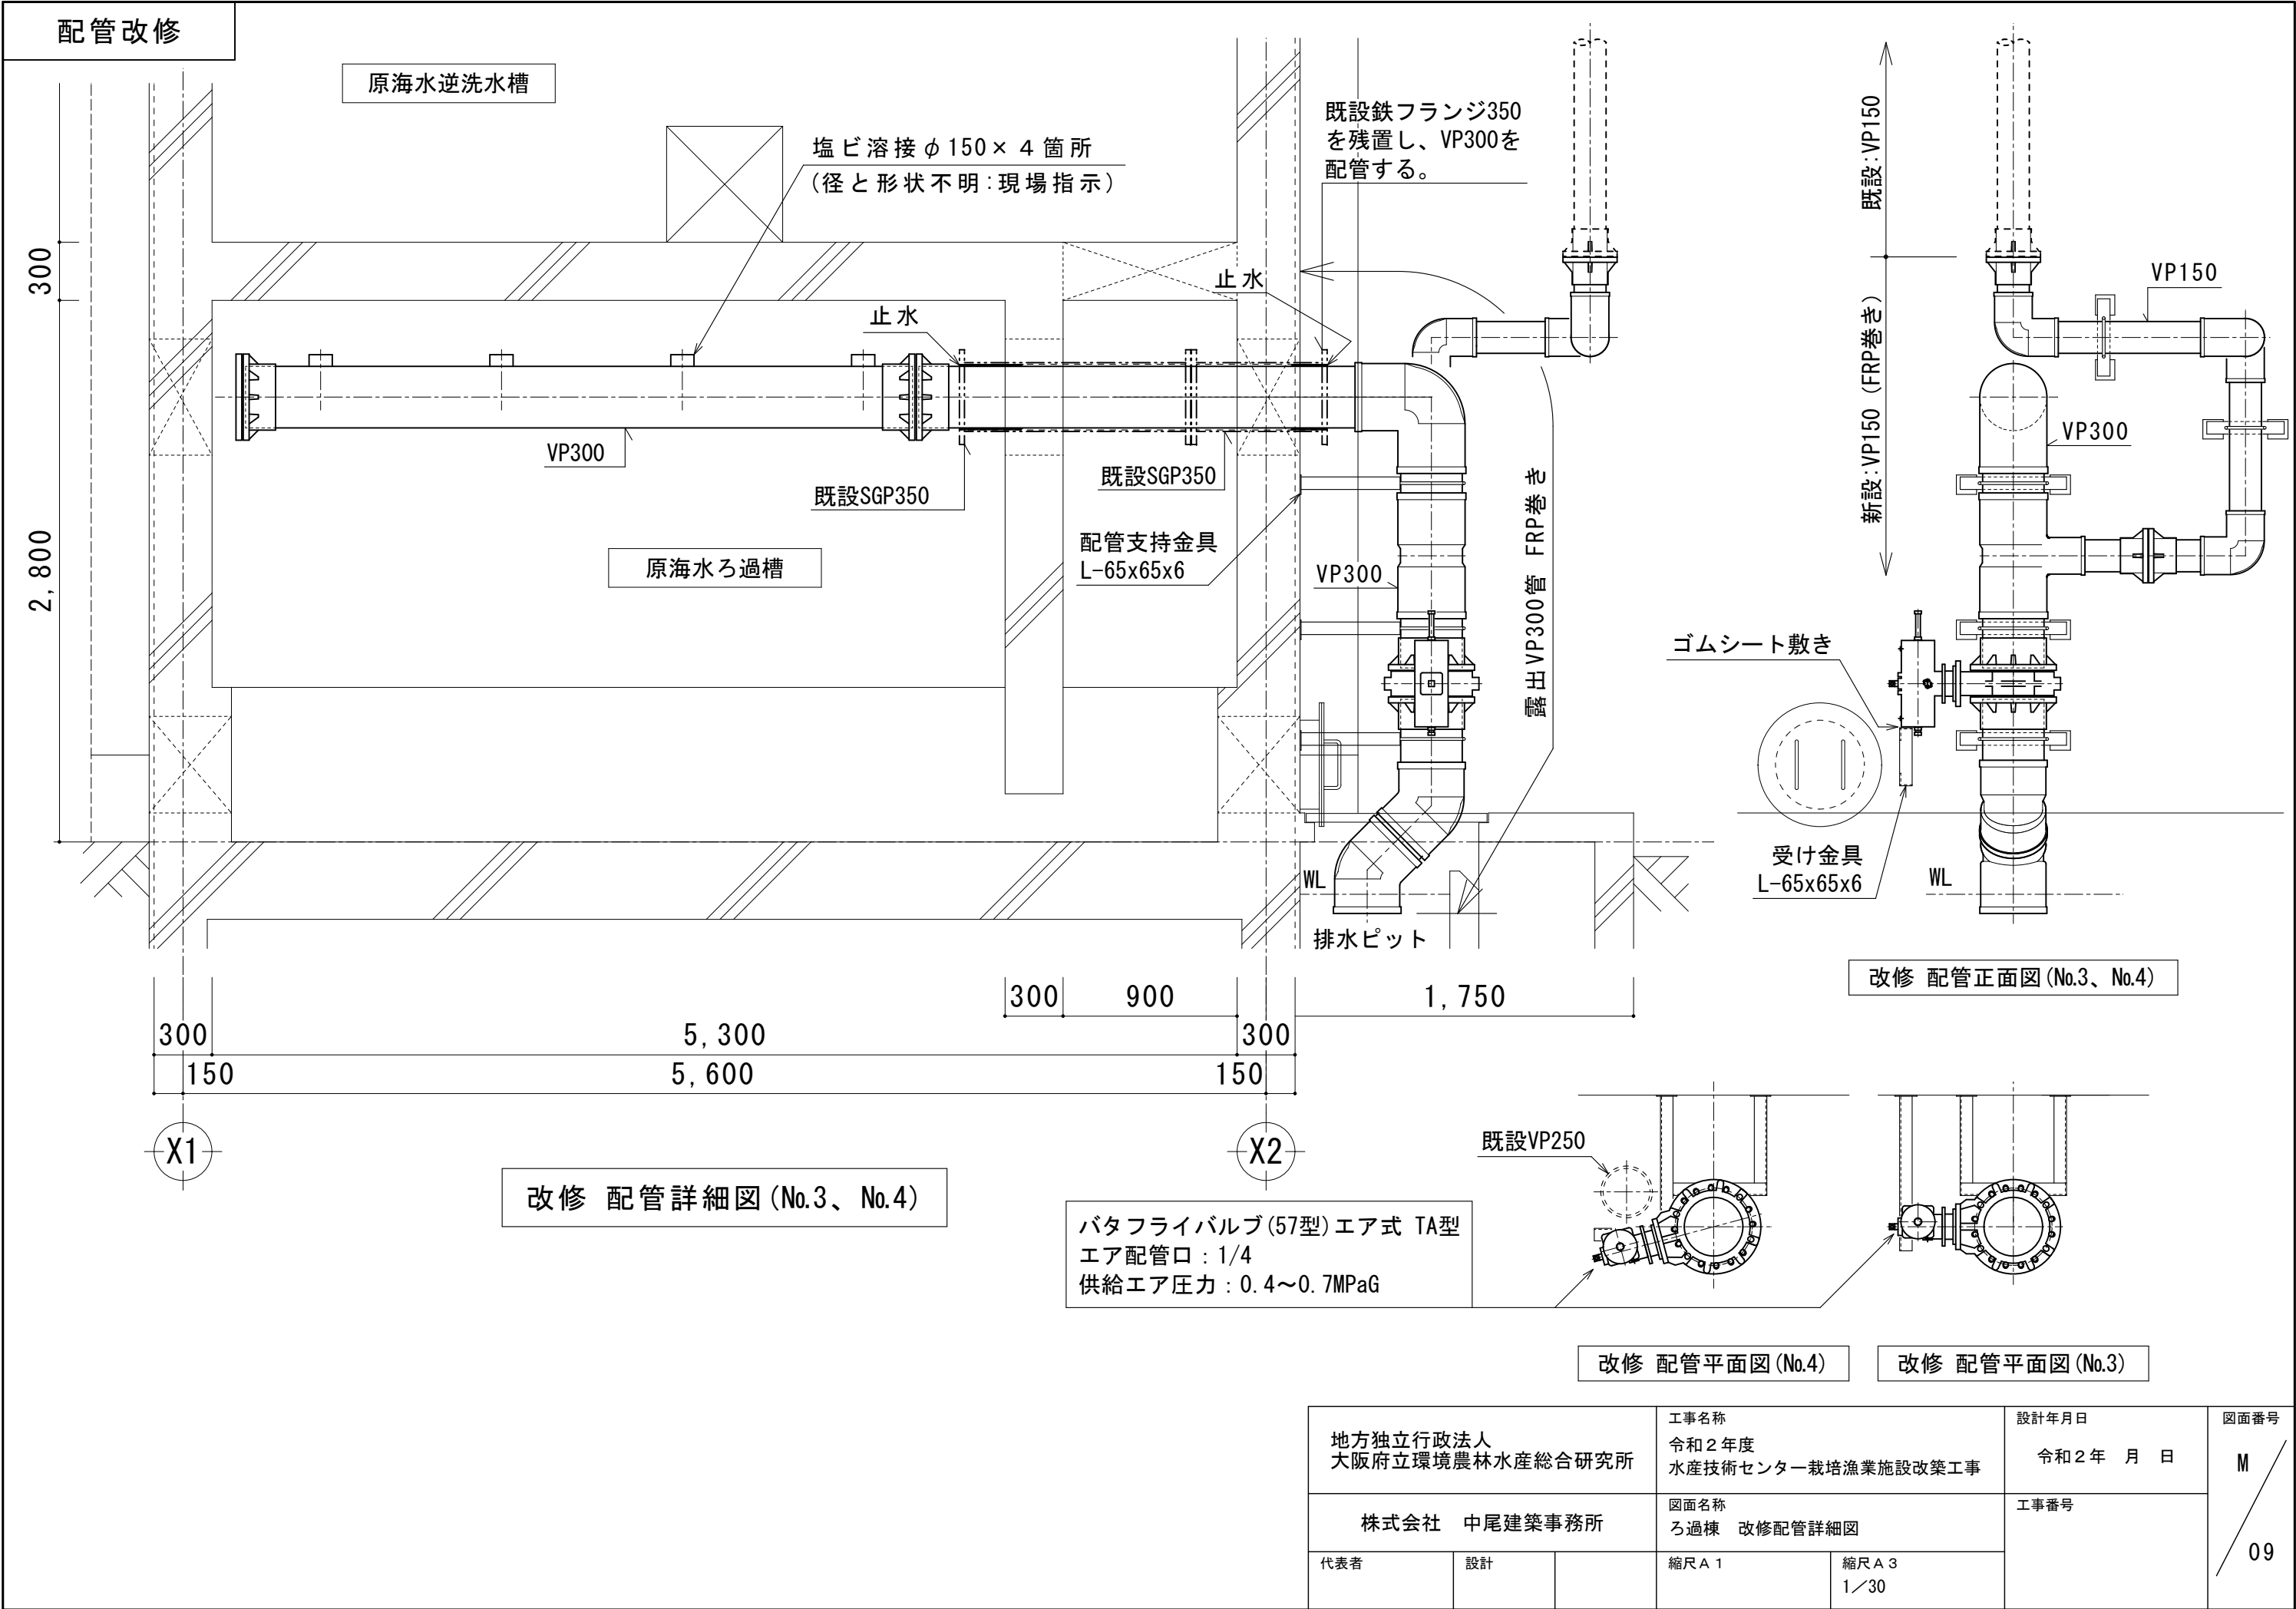 配管改修
原海水逆洗水槽
塩ビ溶接φ150×4箇所
(径と形状不明:現場指示)
既設鉄フランジ350
を残置し、VP300を
配管する。
止水
止水
300
2,800
VP300
既設SGP350
既設SGP350
原海水ろ過槽
配管支持金具
L-65x65x6
VP300
露出VP300管 FRP巻き
WL
排水ピット
既設:VP150
新設:VP150 (FRP巻き)
VP150
VP300
ゴムシート敷き
受け金具
L-65x65x6
WL
改修 配管正面図(No.3、No.4)
300
900
1,750
300
5,300
300
150
5,600
150
X1
X2
改修 配管詳細図(No.3、No.4)
バタフライバルブ(57型)エア式 TA型
エア配管口:1/4
供給エア圧力:0.4～0.7MPaG
既設VP250
改修 配管平面図(No.4)
改修 配管平面図(No.3)
地方独立行政法人
大阪府立環境農林水産総合研究所
工事名称
令和2年度
水産技術センター栽培漁業施設改築工事
設計年月日
令和2年 月 日
図面番号
M
09
株式会社 中尾建築事務所
図面名称
ろ過棟 改修配管詳細図
工事番号
代表者
設計
縮尺A1
縮尺A3
1/30